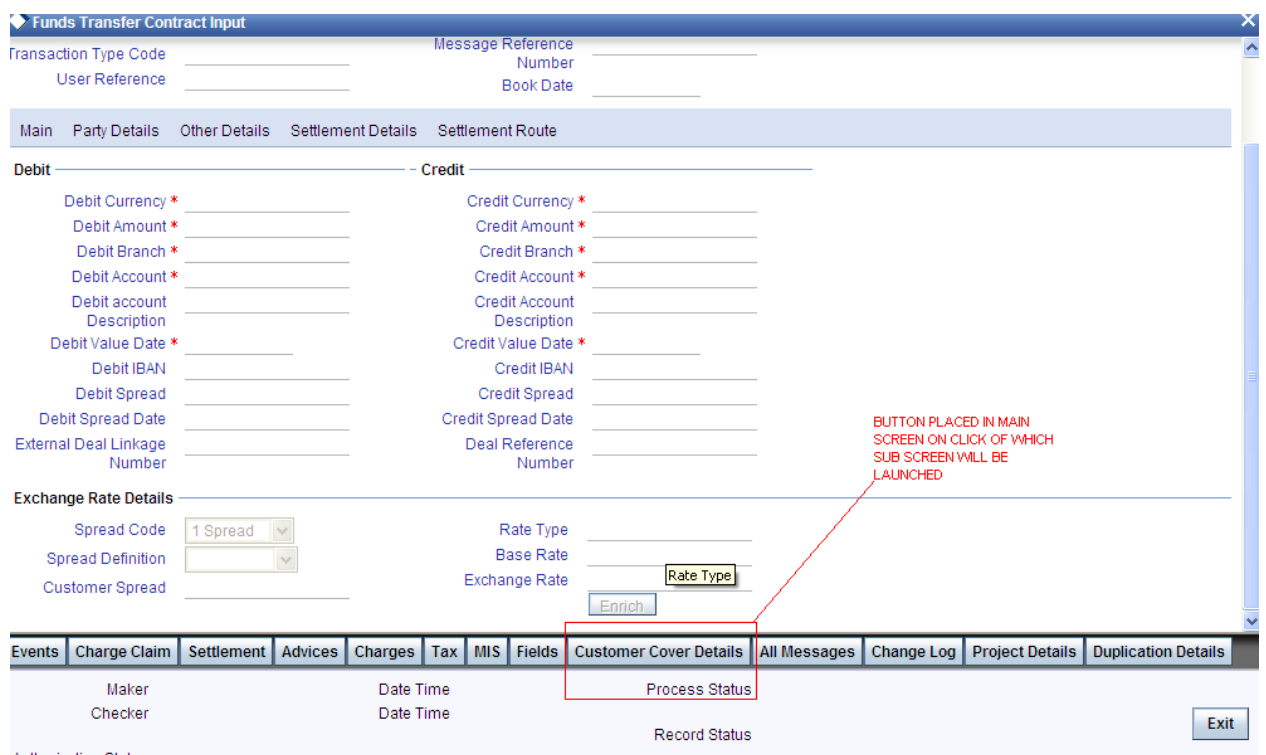 Funds Transfer Contract Input
Transaction Type Code
Message Reference
Number
User Reference
Book Date
Main Party Details Other Details Settlement Details Settlement Route
Debit
Credit
Debit Currency *
Credit Currency *
Debit Amount *
Credit Amount *
Debit Branch *
Credit Branch *
Debit Account *
Credit Account *
Debit account
Description
Credit Account
Description
Debit Value Date *
Credit Value Date *
Debit IBAN
Credit IBAN
Debit Spread
Credit Spread
Debit Spread Date
Credit Spread Date
External Deal Linkage
Number
Deal Reference
Number
BUTTON PLACED IN MAIN
SCREEN ON CLICK OF WHICH
SUB SCREEN WILL BE
LAUNCHED
Exchange Rate Details
Spread Code 1 Spread
Rate Type
Spread Definition
Base Rate
Customer Spread
Exchange Rate
Rate Type
Enrich
Events Charge Claim Settlement Advices Charges Tax MIS Fields Customer Cover Details All Messages Change Log Project Details Duplication Details
Maker
Date Time
Process Status
Checker
Date Time
Record Status
Exit